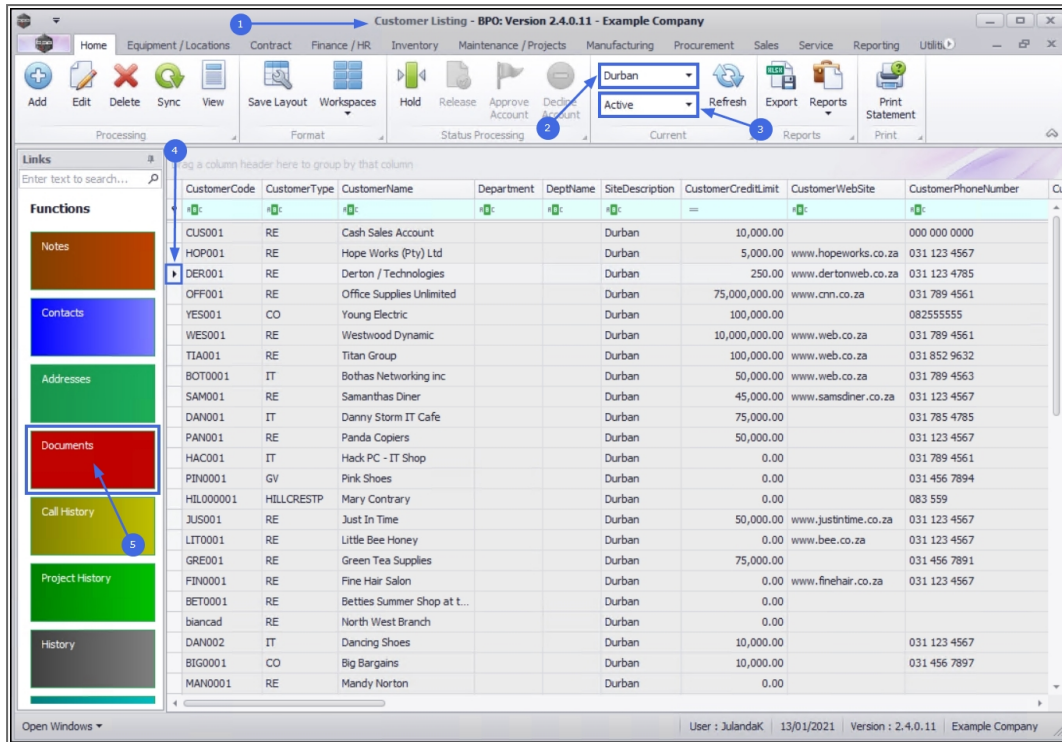 1
Customer Listing - BPO: Version 2.4.0.11 - Example Company
Home Equipment / Locations Contract Finance / HR Inventory Maintenance / Projects Manufacturing Procurement Sales Service Reporting
Add Edit Delete Sync View Save Layout Workspaces Hold Release Approve Account Decline Account Durban Refresh Export Reports Print Statement
Active
2 3
Processing Format Status Processing Current Reports Print
4
Links
Enter text to search...
Functions
Notes
Contacts
Addresses
Documents
Call History
5
Project History
History
a column header here to group by that column
CustomerCode CustomerType CustomerName Department DeptName SiteDescription CustomerCreditLimit CustomerWebSite CustomerPhoneNumber
CUS001 RE Cash Sales Account Durban 10,000.00 000 000 0000
HOP001 RE Hope Works (Pty) Ltd Durban 5,000.00 www.hopeworks.co.za 031 123 4567
DER001 RE Derton / Technologies Durban 250.00 www.dertonweb.co.za 031 123 4785
OFF001 RE Office Supplies Unlimited Durban 75,000,000.00 www.cnn.co.za 031 789 4561
YES001 CO Young Electric Durban 100,000.00 082555555
WES001 RE Westwood Dynamic Durban 10,000,000.00 www.web.co.za 031 789 4561
TIA001 RE Titan Group Durban 100,000.00 www.web.co.za 031 852 9632
BOT0001 IT Bothas Networking inc Durban 50,000.00 www.web.co.za 031 789 4563
SAM001 RE Samanthas Diner Durban 45,000.00 www.samsdiner.co.za 031 123 4567
DAN001 IT Danny Storm IT Cafe Durban 75,000.00 031 785 4785
PAN001 RE Panda Copiers Durban 50,000.00 031 123 4567
HAC001 IT Hack PC - IT Shop Durban 0.00 031 789 4561
PIN0001 GV Pink Shoes Durban 0.00 031 456 7894
HIL000001 HILLCRESTP Mary Contrary Durban 0.00 083 559
JUS001 RE Just In Time Durban 50,000.00 www.justintime.co.za 031 123 4567
LIT0001 RE Little Bee Honey Durban 0.00 www.bee.co.za 031 123 4567
GRE001 RE Green Tea Supplies Durban 75,000.00 031 456 7891
FIN0001 RE Fine Hair Salon Durban 0.00 www.finehair.co.za 031 123 4567
BET0001 RE Betties Summer Shop at t... Durban 0.00
biancad RE North West Branch Durban 0.00
DAN002 IT Dancing Shoes Durban 10,000.00 031 123 4567
BIG0001 CO Big Bargains Durban 10,000.00 031 456 7897
MAN0001 RE Mandy Norton Durban 0.00
Open Windows User : JulandaK 13/01/2021 Version : 2.4.0.11 Example Company